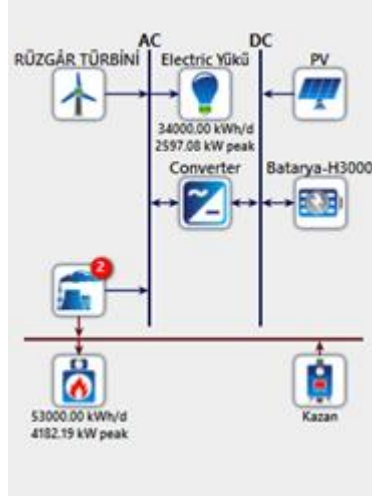 AC DC
RÜZGÂR TÜRBİNİ Electric Yükü PV
34000.00 kWh/d
2597.08 kW peak
Converter Batarya-H3000
2
53000.00 kWh/d
4182.19 kW peak
Kazan